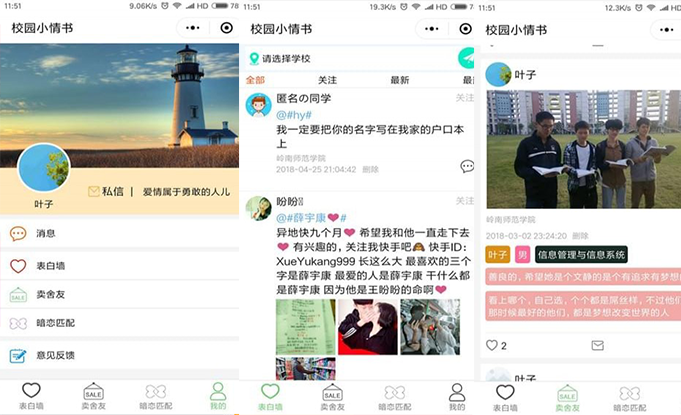 11:51
9.06K/s HD 78
校园小情书
叶子
私信 | 爱情属于勇敢的人儿
消息
表白墙
SALE
卖舍友
暗恋匹配
意见反馈
表白墙
SALE
卖舍友
暗恋匹配
我的
11:51
19.3K/s HD 78
校园小情书
请选择学校
全部
关注
最新
最
匿名の同学
关注
@#hy#
我一定要把你的名字写在我家的户口本
上
岭南师范学院
2018-04-25 21:04:42 删除
盼盼
关注
@#薛宇康❤#
异地快九个月❤ 希望我和他一直走下去
❤ 有兴趣的，关注我快手吧 快手ID：
XueYukang999 长这么大 最喜欢的三个
字是薛宇康 最爱的人是薛宇康 干什么都
是薛宇康 因为他是王盼盼的命啊❤
表白墙
SALE
卖舍友
暗恋匹配
我的
11:51
12.3K/s HD 78
校园小情书
叶子
岭南师范学院
2018-03-02 23:24:20 删除
叶子
男
信息管理与信息系统
善良的，希望她是个文静的是个有追求有梦想
看上哪个，自己选，个个都是屌丝样，不过他们
那时候最好的他们，都是梦想改变世界的人
2
叶子
表白墙
SALE
卖舍友
暗恋匹配
我的